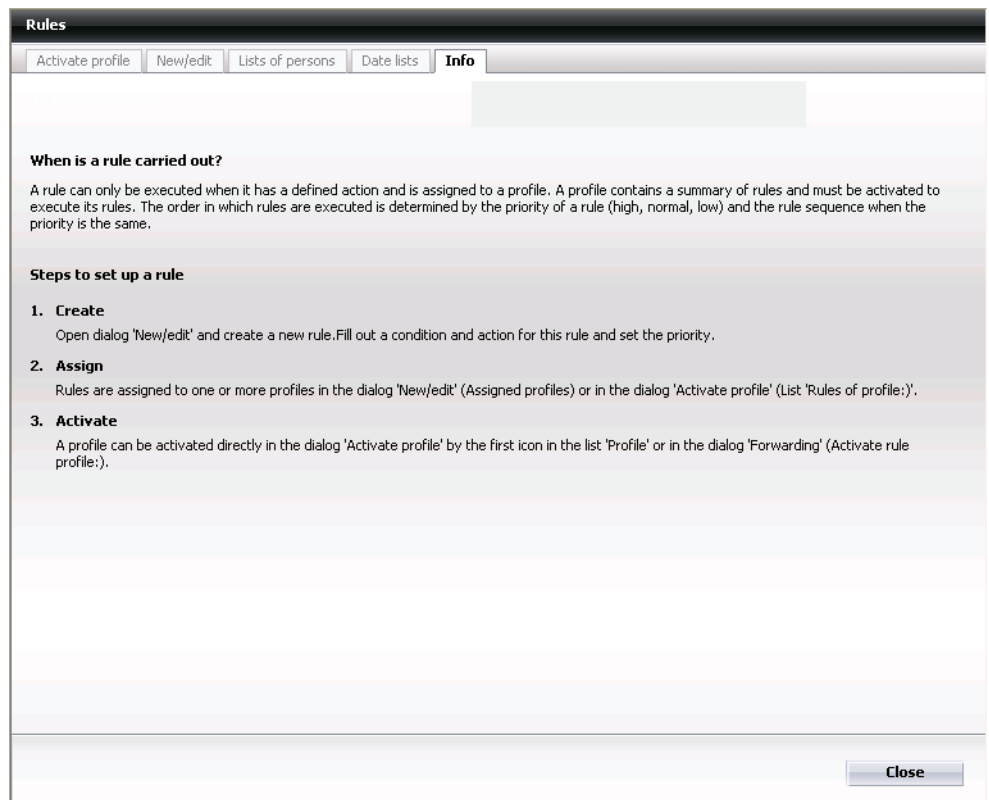 Rules
Activate profile New/edit Lists of persons Date lists Info
When is a rule carried out?
A rule can only be executed when it has a defined action and is assigned to a profile. A profile contains a summary of rules and must be activated to
execute its rules. The order in which rules are executed is determined by the priority of a rule (high, normal, low) and the rule sequence when the
priority is the same.
Steps to set up a rule
1. Create
Open dialog 'New/edit' and create a new rule.Fill out a condition and action for this rule and set the priority.
2. Assign
Rules are assigned to one or more profiles in the dialog 'New/edit' (Assigned profiles) or in the dialog 'Activate profile' (List 'Rules of profile:)'.
3. Activate
A profile can be activated directly in the dialog 'Activate profile' by the first icon in the list 'Profile' or in the dialog 'Forwarding' (Activate rule
profile:).
Close